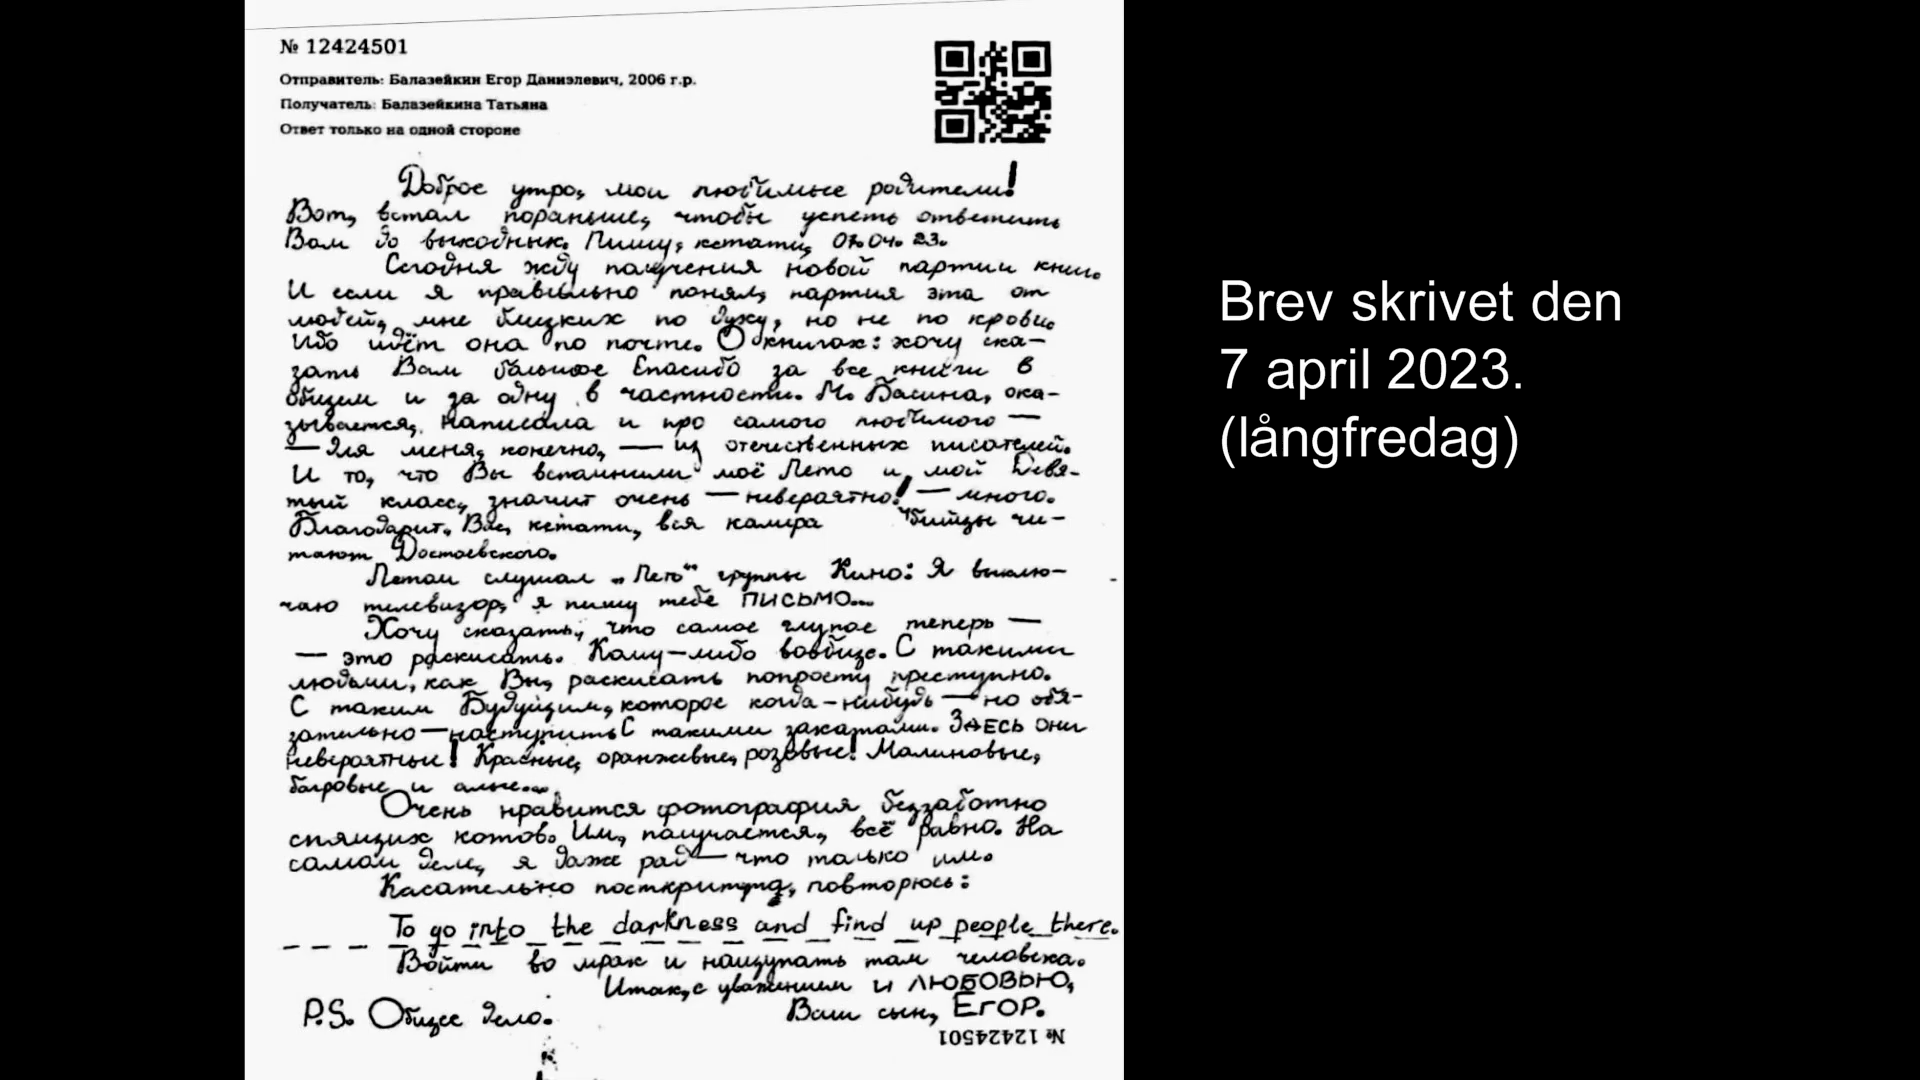 № 12424501
Отправитель: Балазейкин Егор Даниэлевич, 2006 г.р.
Получатель: Балазейкина Татьяна
Ответ только на одной стороне
Доброе утро, мои любимые родители!
Вот, встал пораньше, чтобы успеть ответить
Вам до выходных. Пишу, кстати, 07.04.23.
Сегодня жду получения новой партии книг.
И если я правильно понял, партия эта от
людей, мне близких по духу, но не по крови.
Ибо идёт она по почте. О книгах: хочу ска-
зать Вам большое Спасибо за все книги в
общем и за одну в частности. М. Басина, ока-
зывается, написала и про самого любимого —
— для меня, конечно, — из отечественных писателей.
И то, что Вы вспомнили моё Лето и мой Девя-
тый класс, значит очень — невероятно! — много.
Благодарит Вас, кстати, вся камера убийцы чи-
тают Достоевского.
Летом слушал „Лето“ группы Кино: Я выклю-
чаю телевизор, я пишу тебе ПИСЬМО...
Хочу сказать, что самое глупое теперь —
— это раскисать. Кому-либо вообще. С такими
людьми, как Вы, раскисать попросту преступно.
С таким Будущим, которое когда-нибудь — но обя-
зательно — наступить С такими закатами. ЗДЕСЬ ОНИ
невероятные! Красные, оранжевые, розовые! Малиновые,
багровые и алые...
Очень нравится фотография беззаботно
спящих котов. Им, получается, всё равно. На
самом деле, я даже рад — что только им.
Касательно посткриптума, повторюсь:
To go into the darkness and find up people there.
Войти во мрак и нащупать там человека.
Итак, с уважением и ЛЮБОВЬЮ,
P.S. Общее дело. Ваш сын, ЕГОР.
№ 12424501
Brev skrivet den
7 april 2023.
(långfredag)